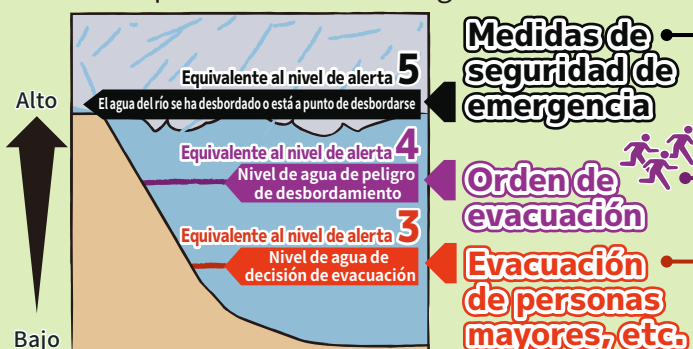 Equivalente al nivel de alerta 5
El agua del río se ha desbordado o está a punto de desbordarse
Medidas de
seguridad de
emergencia
Alto
Equivalente al nivel de alerta 4
Nivel de agua de peligro
de desbordamiento
Orden de
evacuación
Equivalente al nivel de alerta 3
Nivel de agua de
decisión de evacuación
Evacuación
de personas
mayores, etc.
Bajo